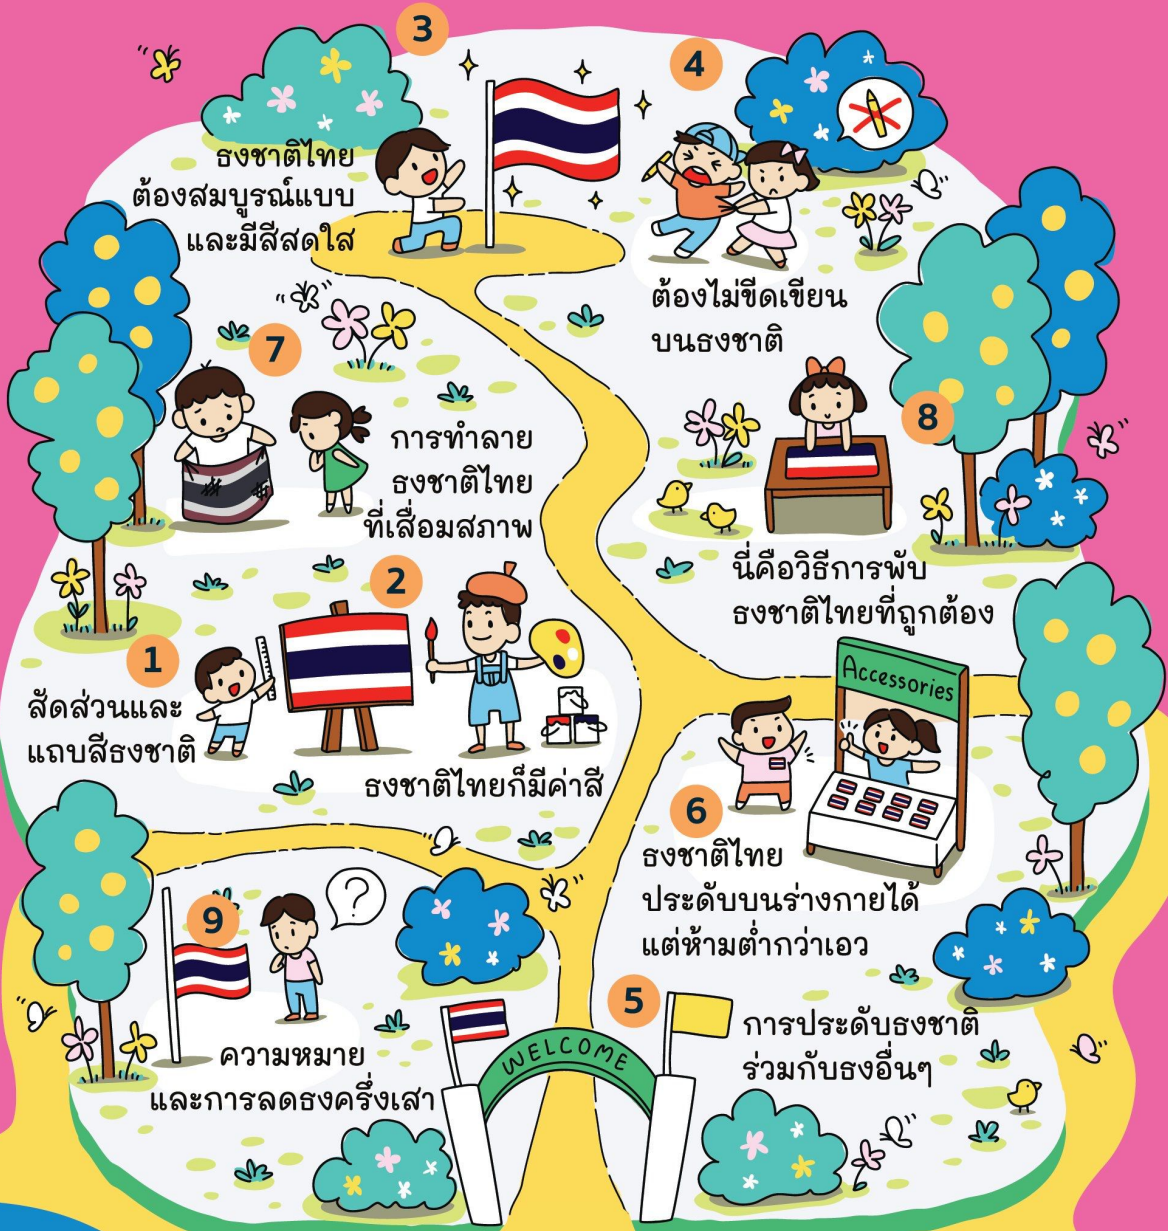 3
ธงชาติไทย
ต้องสมบูรณ์แบบ
และมีสีสดใส
4
ต้องไม่ขีดเขียน
บนธงชาติ
7
การทำลาย
ธงชาติไทย
ที่เสื่อมสภาพ
8
นี่คือวิธีการพับ
ธงชาติไทยที่ถูกต้อง
1
สัดส่วนและ
แถบสีธงชาติ
2
ธงชาติไทยก็มีค่าสี
Accessories
6
ธงชาติไทย
ประดับบนร่างกายได้
แต่ห้ามต่ำกว่าเอว
9
?
ความหมาย
และการลดธงครึ่งเสา
5
การประดับธงชาติ
ร่วมกับธงอื่นๆ
WELCOME